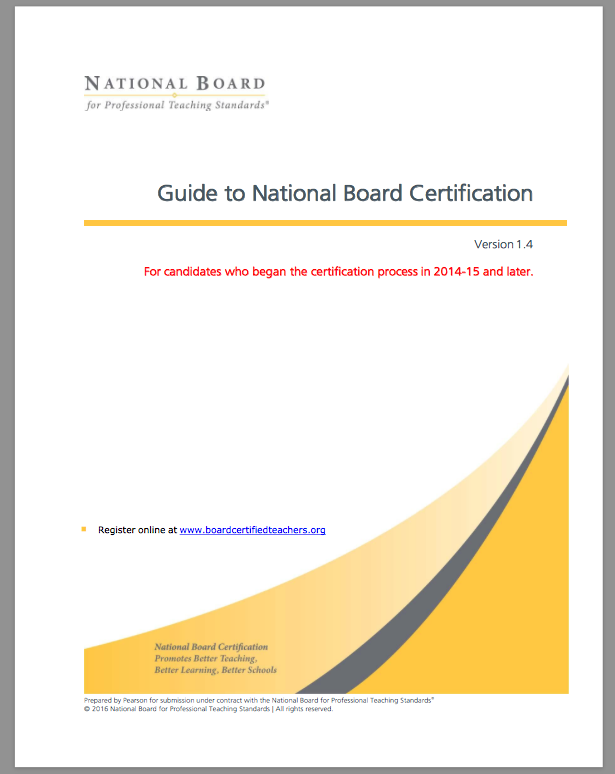 NATIONAL BOARD
for Professional Teaching Standards®
Guide to National Board Certification
Version 1.4
For candidates who began the certification process in 2014-15 and later.
Register online at www.boardcertifiedteachers.org
National Board Certification
Promotes Better Teaching,
Better Learning, Better Schools
Prepared by Pearson for submission under contract with the National Board for Professional Teaching Standards®
© 2016 National Board for Professional Teaching Standards | All rights reserved.